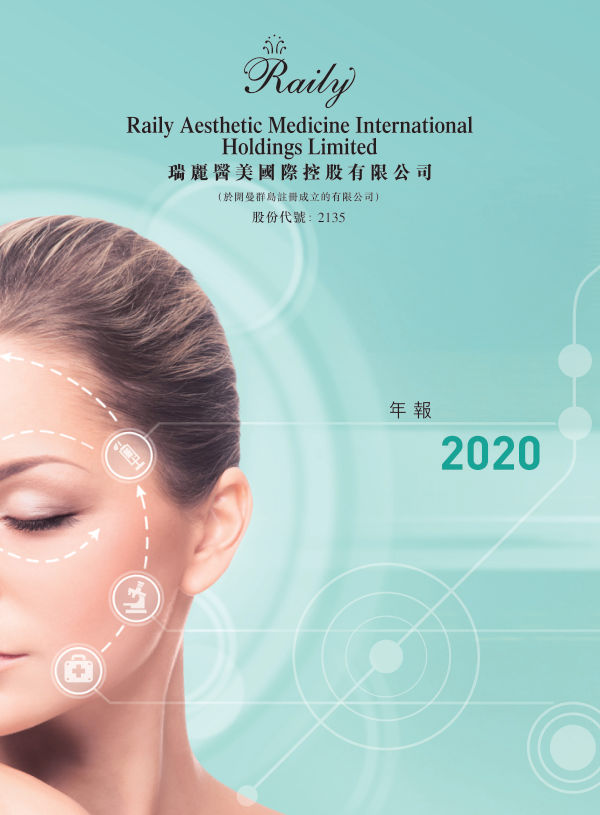 Raily
Raily Aesthetic Medicine International
Holdings Limited
瑞麗醫美國際控股有限公司
（於開曼群島註冊成立的有限公司）
股份代號：2135
年報
2020